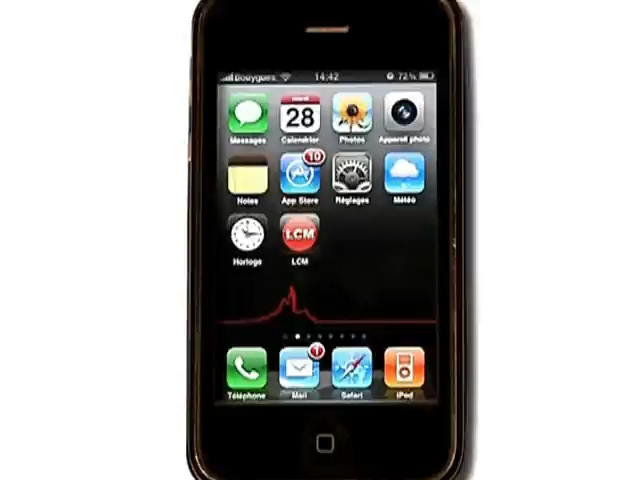 Bouygues 14:42 72%
28
Messages Calendrier Photos Appareil photo
10
Notes App Store Réglages Météo
LCM
Horloge LCM
1
Téléphone Mail Safari iPod